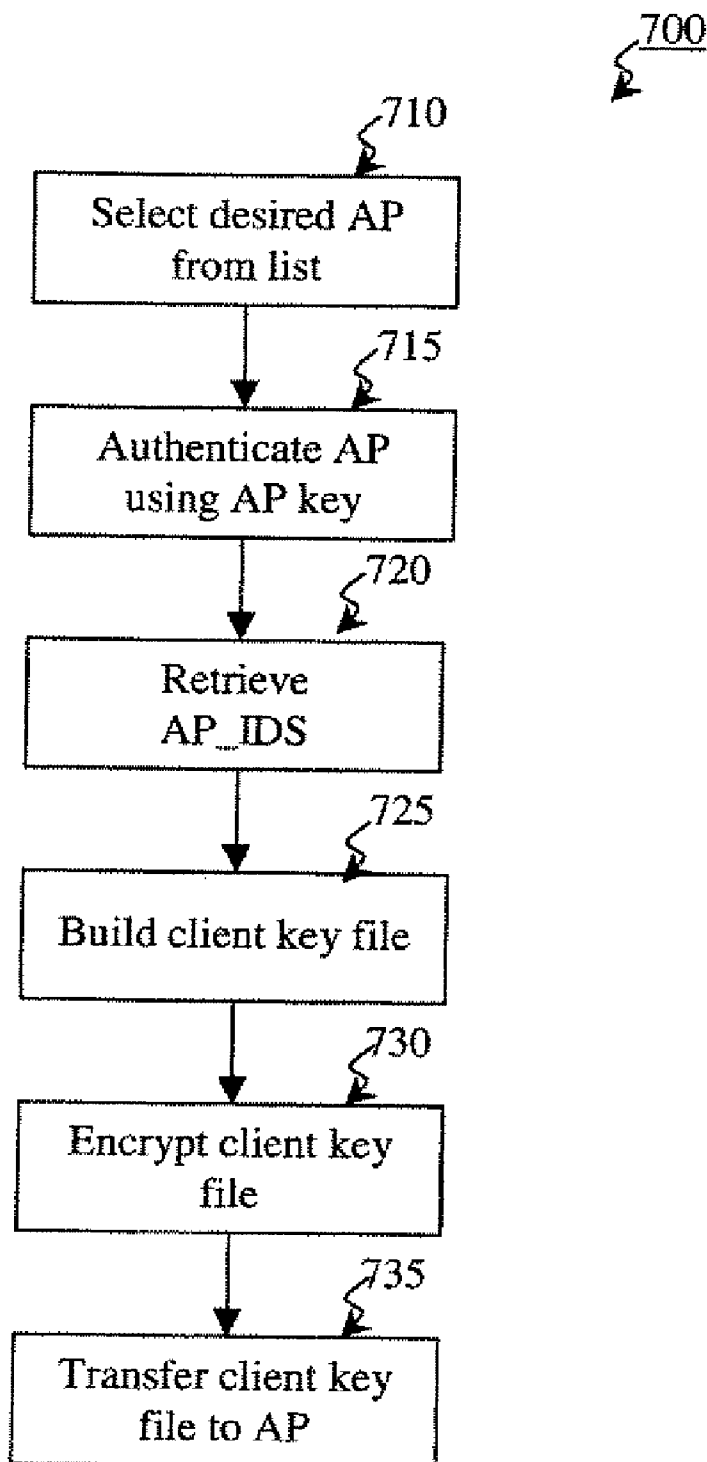 700
710
Select desired AP
from list
715
Authenticate AP
using AP key
720
Retrieve
AP_IDS
725
Build client key file
730
Encrypt client key
file
735
Transfer client key
file to AP